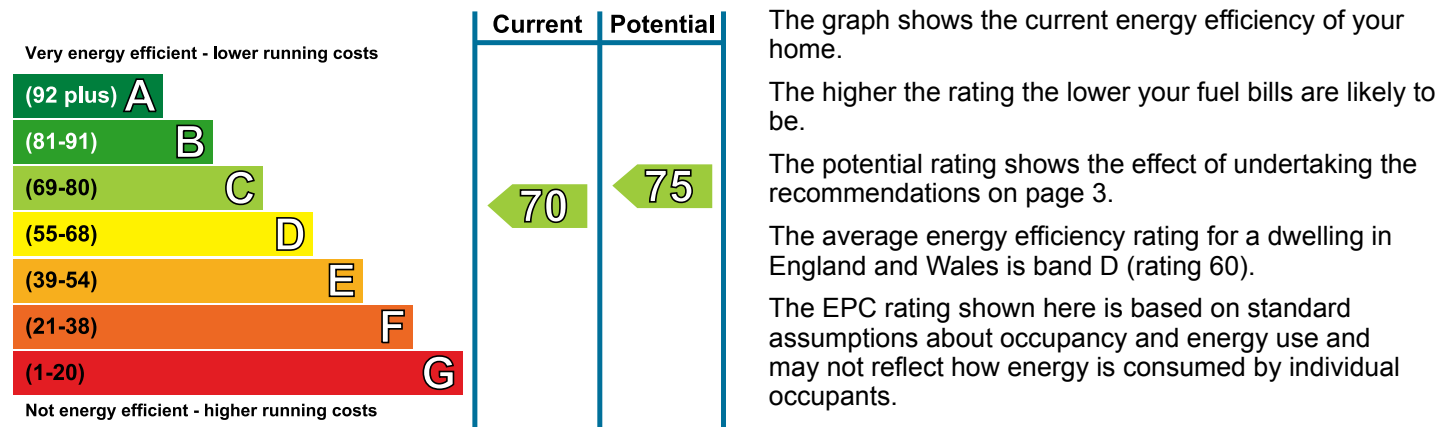 Current Potential
Very energy efficient - lower running costs
(92 plus) A
(81-91) B
(69-80) C
(55-68) D
(39-54) E
(21-38) F
(1-20) G
Not energy efficient - higher running costs
70
75
The graph shows the current energy efficiency of your
home.
The higher the rating the lower your fuel bills are likely to
be.
The potential rating shows the effect of undertaking the
recommendations on page 3.
The average energy efficiency rating for a dwelling in
England and Wales is band D (rating 60).
The EPC rating shown here is based on standard
assumptions about occupancy and energy use and
may not reflect how energy is consumed by individual
occupants.